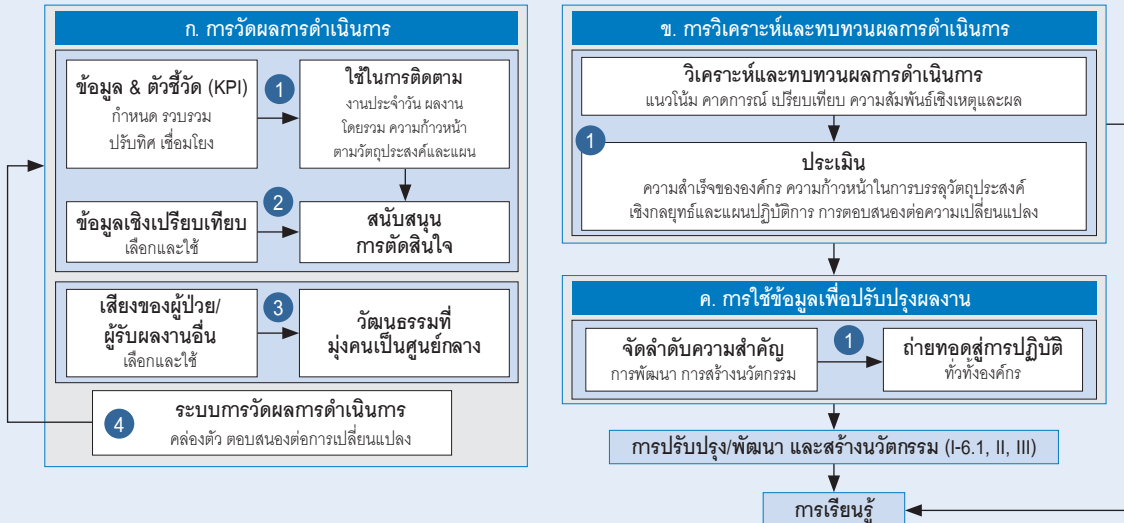 ก. การวัดผลการดำเนินการ
ข้อมูล & ตัวชี้วัด (KPI)
กำหนด รวบรวม
ปรับทิศ เชื่อมโยง
1
ใช้ในการติดตาม
งานประจำวัน ผลงาน
โดยรวม ความก้าวหน้า
ตามวัตถุประสงค์และแผน
ข้อมูลเชิงเปรียบเทียบ
เลือกและใช้
2
สนับสนุน
การตัดสินใจ
เสียงของผู้ป่วย/
ผู้รับผลงานอื่น
เลือกและใช้
3
วัฒนธรรมที่
มุ่งคนเป็นศูนย์กลาง
4
ระบบการวัดผลการดำเนินการ
คล่องตัว ตอบสนองต่อการเปลี่ยนแปลง
ข. การวิเคราะห์และทบทวนผลการดำเนินการ
วิเคราะห์และทบทวนผลการดำเนินการ
แนวโน้ม คาดการณ์ เปรียบเทียบ ความสัมพันธ์เชิงเหตุและผล
1
ประเมิน
ความสำเร็จขององค์กร ความก้าวหน้าในการบรรลุวัตถุประสงค์
เชิงกลยุทธ์และแผนปฏิบัติการ การตอบสนองต่อความเปลี่ยนแปลง
ค. การใช้ข้อมูลเพื่อปรับปรุงผลงาน
จัดลำดับความสำคัญ
การพัฒนา การสร้างนวัตกรรม
1
ถ่ายทอดสู่การปฏิบัติ
ทั่วทั้งองค์กร
การปรับปรุง/พัฒนา และสร้างนวัตกรรม (I-6.1, II, III)
การเรียนรู้